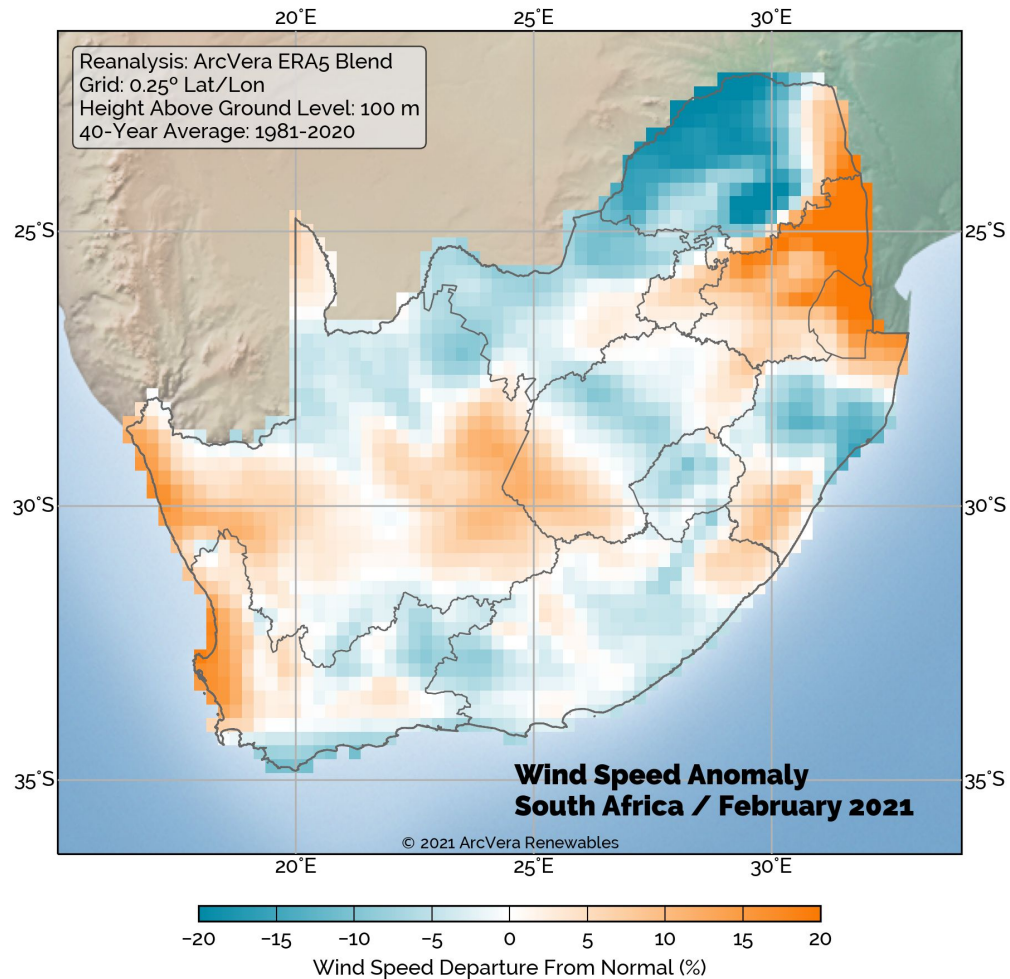 20°E 25°E 30°E
Reanalysis: ArcVera ERA5 Blend
Grid: 0.25º Lat/Lon
Height Above Ground Level: 100 m
40-Year Average: 1981-2020
25°S 25°S
30°S 30°S
35°S 35°S
Wind Speed Anomaly
South Africa / February 2021
© 2021 ArcVera Renewables
20°E 25°E 30°E
−20 −15 −10 −5 0 5 10 15 20
Wind Speed Departure From Normal (%)